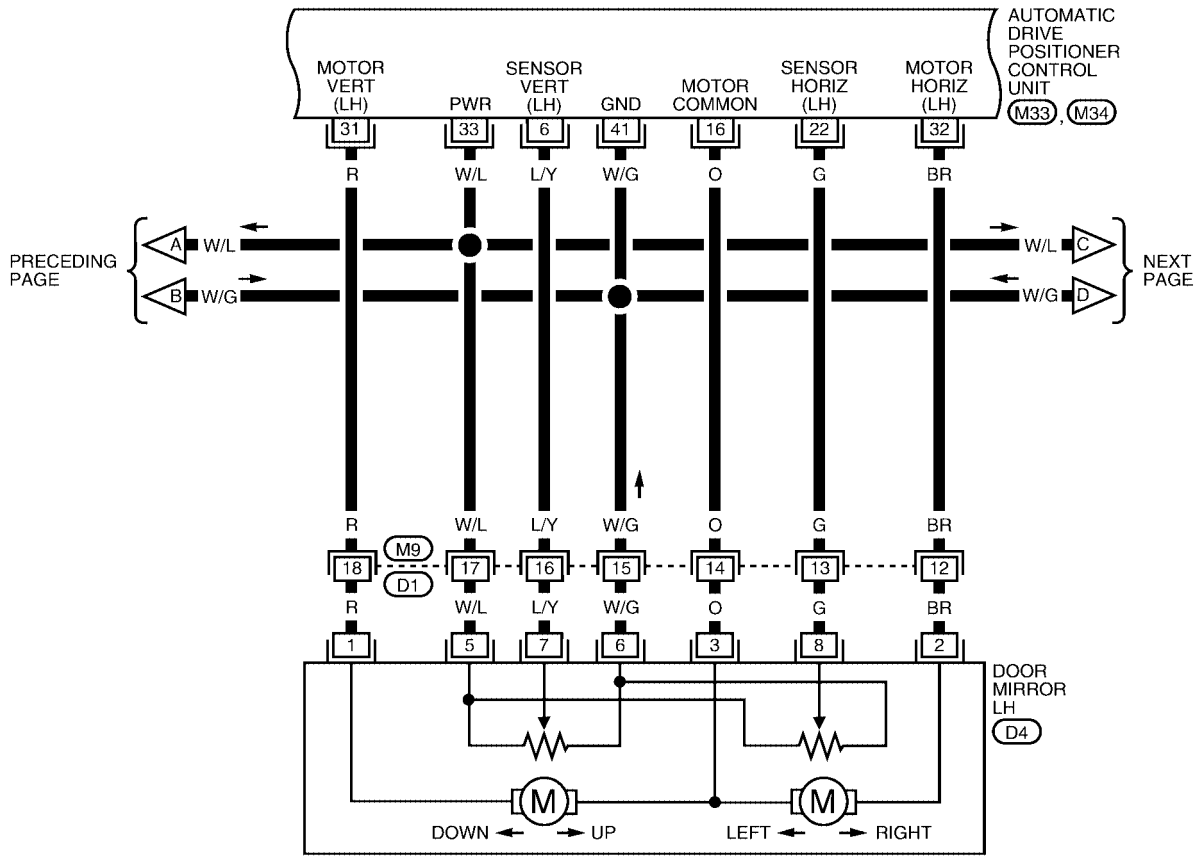 AUTOMATIC
DRIVE
POSITIONER
CONTROL
UNIT
M33 , M34
MOTOR
VERT
(LH)
PWR
SENSOR
VERT
(LH)
GND
MOTOR
COMMON
SENSOR
HORIZ
(LH)
MOTOR
HORIZ
(LH)
31 33 6 41 16 22 32
R W/L L/Y W/G O G BR
PRECEDING
PAGE
A W/L W/L C
B W/G W/G D
NEXT
PAGE
R W/L L/Y W/G O G BR
M9
18 17 16 15 14 13 12
D1
R W/L L/Y W/G O G BR
1 5 7 6 3 8 2
DOOR
MIRROR
LH
D4
M M
DOWN UP LEFT RIGHT